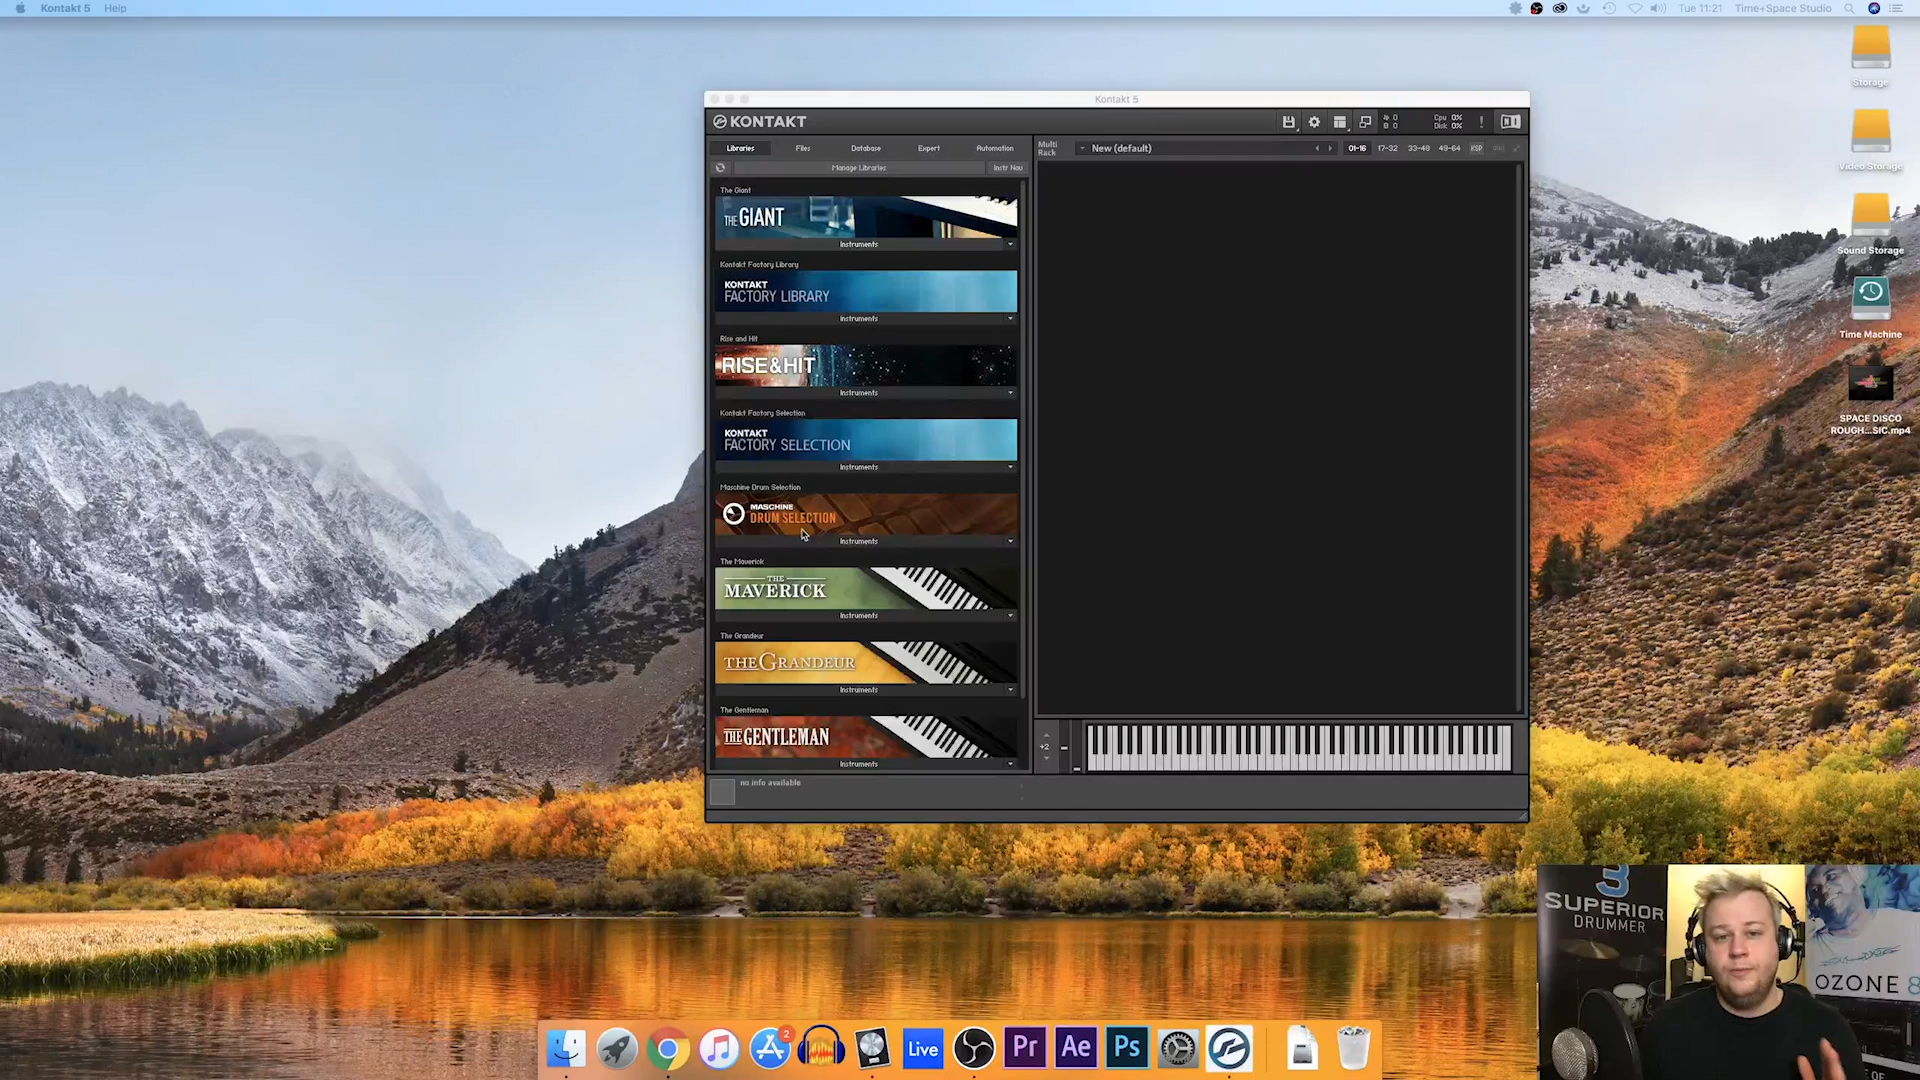 Kontakt 5 Help
Tue 11:21 Time+Space Studio
Storage
Video Storage
Sound Storage
Time Machine
SPACE DISCO
ROUGH...SIC.mp4
Kontakt 5
KONTAKT
Cpu 0%
Disk 0%
Libraries Files Database Expert Automation
Manage Libraries Instr Nav
Multi
Rack
New (default)
01-16 17-32 33-48 49-64 KSP
The Giant
THE GIANT
Instruments
Kontakt Factory Library
KONTAKT
FACTORY LIBRARY
Instruments
Rise and Hit
RISE&HIT
Instruments
Kontakt Factory Selection
KONTAKT
FACTORY SELECTION
Instruments
Maschine Drum Selection
MASCHINE
DRUM SELECTION
Instruments
The Maverick
THE
MAVERICK
Instruments
The Grandeur
THE GRANDEUR
Instruments
The Gentleman
THE GENTLEMAN
Instruments
+2
no info available
3
SUPERIOR
DRUMMER
OZONE 8
2
Live
Pr
Ae
Ps